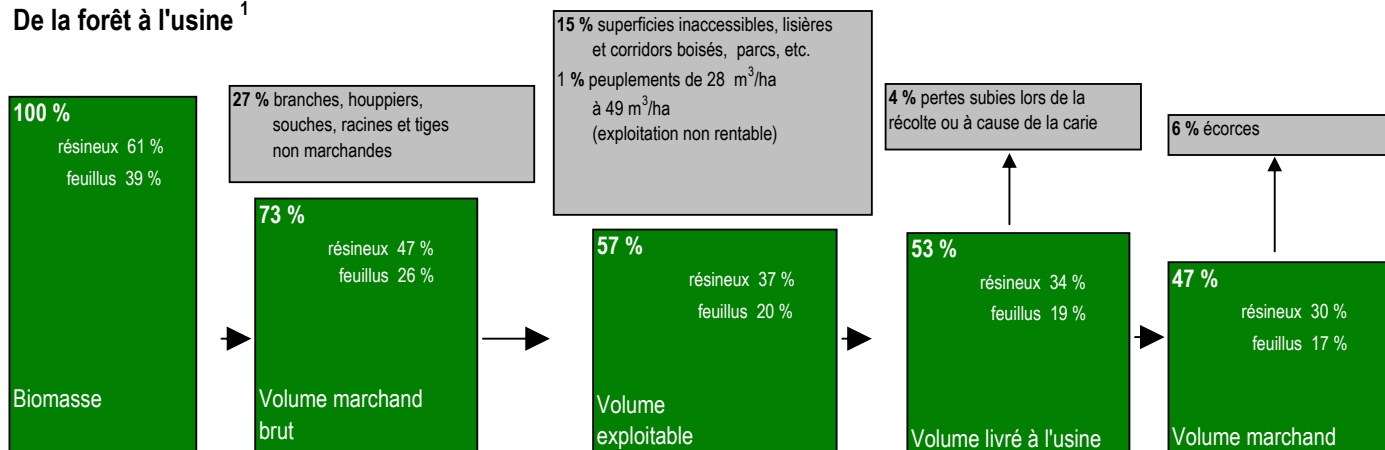 De la forêt à l'usine ¹
100 %
résineux 61 %
feuillus 39 %
Biomasse
27 % branches, houppiers,
souches, racines et tiges
non marchandes
73 %
résineux 47 %
feuillus 26 %
Volume marchand
brut
15 % superficies inaccessibles, lisières
et corridors boisés, parcs, etc.
1 % peuplements de 28 m³/ha
à 49 m³/ha
(exploitation non rentable)
57 %
résineux 37 %
feuillus 20 %
Volume
exploitable
4 % pertes subies lors de la
récolte ou à cause de la carie
53 %
résineux 34 %
feuillus 19 %
Volume livré à l'usine
6 % écorces
47 %
résineux 30 %
feuillus 17 %
Volume marchand